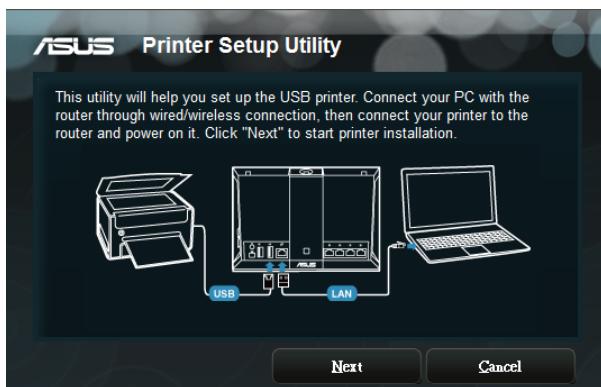 ASUS Printer Setup Utility
This utility will help you set up the USB printer. Connect your PC with the
router through wired/wireless connection, then connect your printer to the
router and power on it. Click "Next" to start printer installation.
ASUS
USB
LAN
Next
Cancel